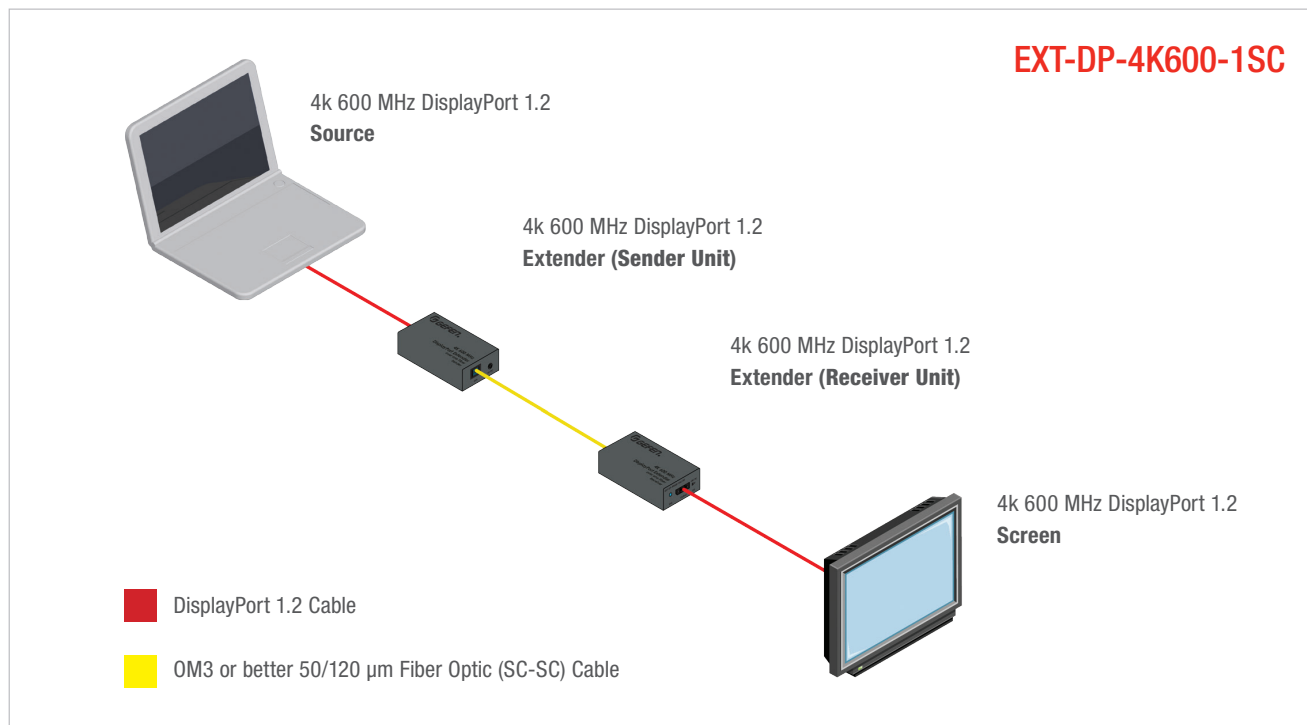 EXT-DP-4K600-1SC
4k 600 MHz DisplayPort 1.2
Source
4k 600 MHz DisplayPort 1.2
Extender (Sender Unit)
GEFEN
4k 600 MHz DisplayPort 1.2
Extender (Receiver Unit)
GEFEN
4k 600 MHz DisplayPort 1.2
Screen
DisplayPort 1.2 Cable
OM3 or better 50/120 µm Fiber Optic (SC-SC) Cable